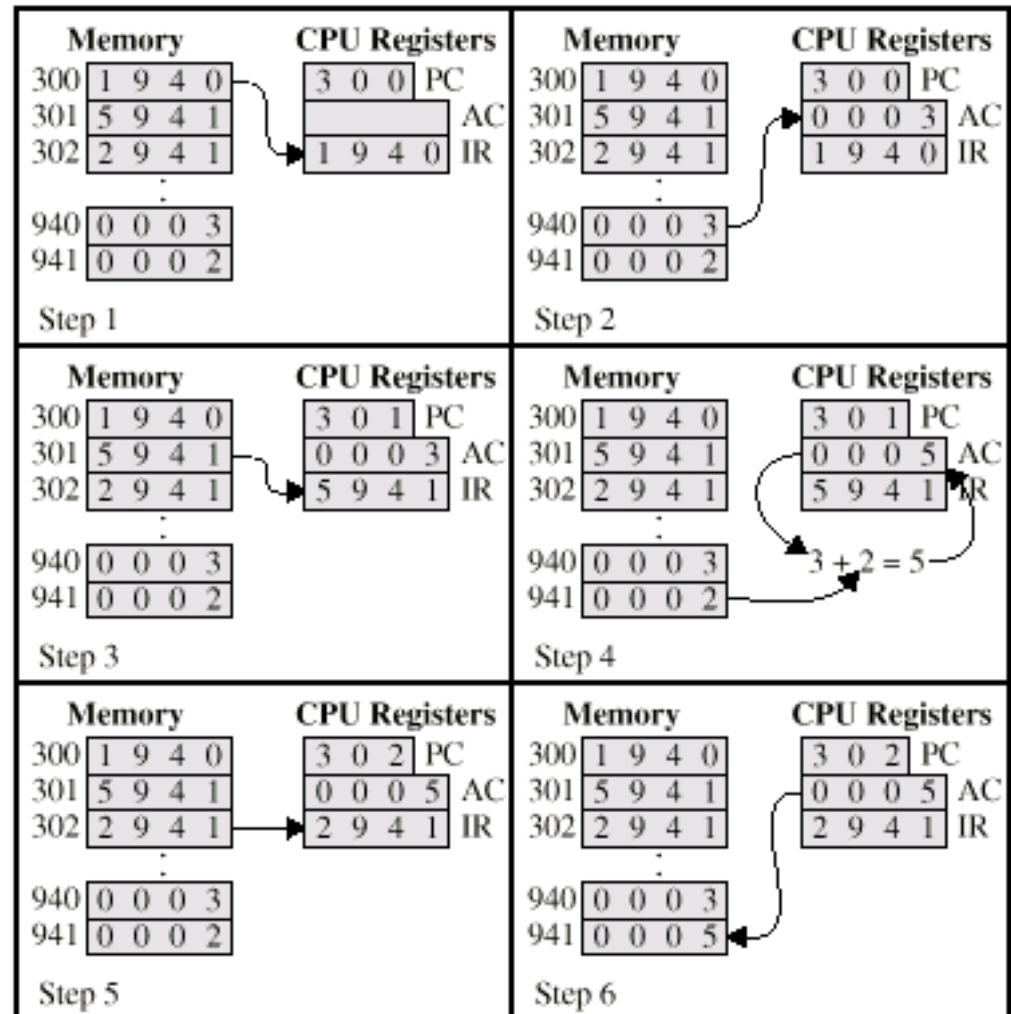 Memory CPU Registers
300 1 9 4 0 3 0 0 PC
301 5 9 4 1 AC
302 2 9 4 1 1 9 4 0 IR
940 0 0 0 3
941 0 0 0 2
Step 1
Memory CPU Registers
300 1 9 4 0 3 0 0 PC
301 5 9 4 1 0 0 0 3 AC
302 2 9 4 1 1 9 4 0 IR
940 0 0 0 3
941 0 0 0 2
Step 2
Memory CPU Registers
300 1 9 4 0 3 0 1 PC
301 5 9 4 1 0 0 0 3 AC
302 2 9 4 1 5 9 4 1 IR
940 0 0 0 3
941 0 0 0 2
Step 3
Memory CPU Registers
300 1 9 4 0 3 0 1 PC
301 5 9 4 1 0 0 0 5 AC
302 2 9 4 1 5 9 4 1 IR
940 0 0 0 3 3 + 2 = 5
941 0 0 0 2
Step 4
Memory CPU Registers
300 1 9 4 0 3 0 2 PC
301 5 9 4 1 0 0 0 5 AC
302 2 9 4 1 2 9 4 1 IR
940 0 0 0 3
941 0 0 0 2
Step 5
Memory CPU Registers
300 1 9 4 0 3 0 2 PC
301 5 9 4 1 0 0 0 5 AC
302 2 9 4 1 2 9 4 1 IR
940 0 0 0 3
941 0 0 0 5
Step 6